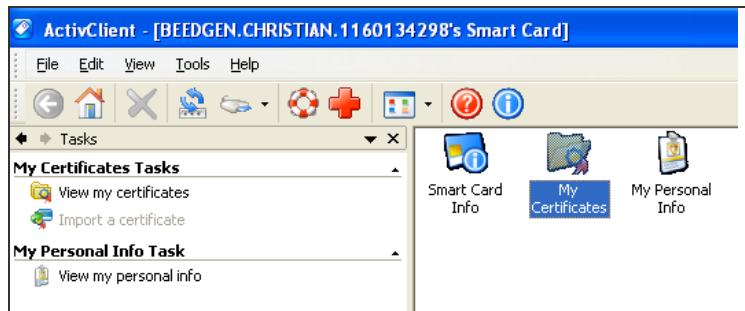 ActivClient - [BEEDGEN.CHRISTIAN.1160134298's Smart Card]
File Edit View Tools Help
Tasks
My Certificates Tasks
View my certificates
Import a certificate
My Personal Info Task
View my personal info
Smart Card
Info
My
Certificates
My Personal
Info